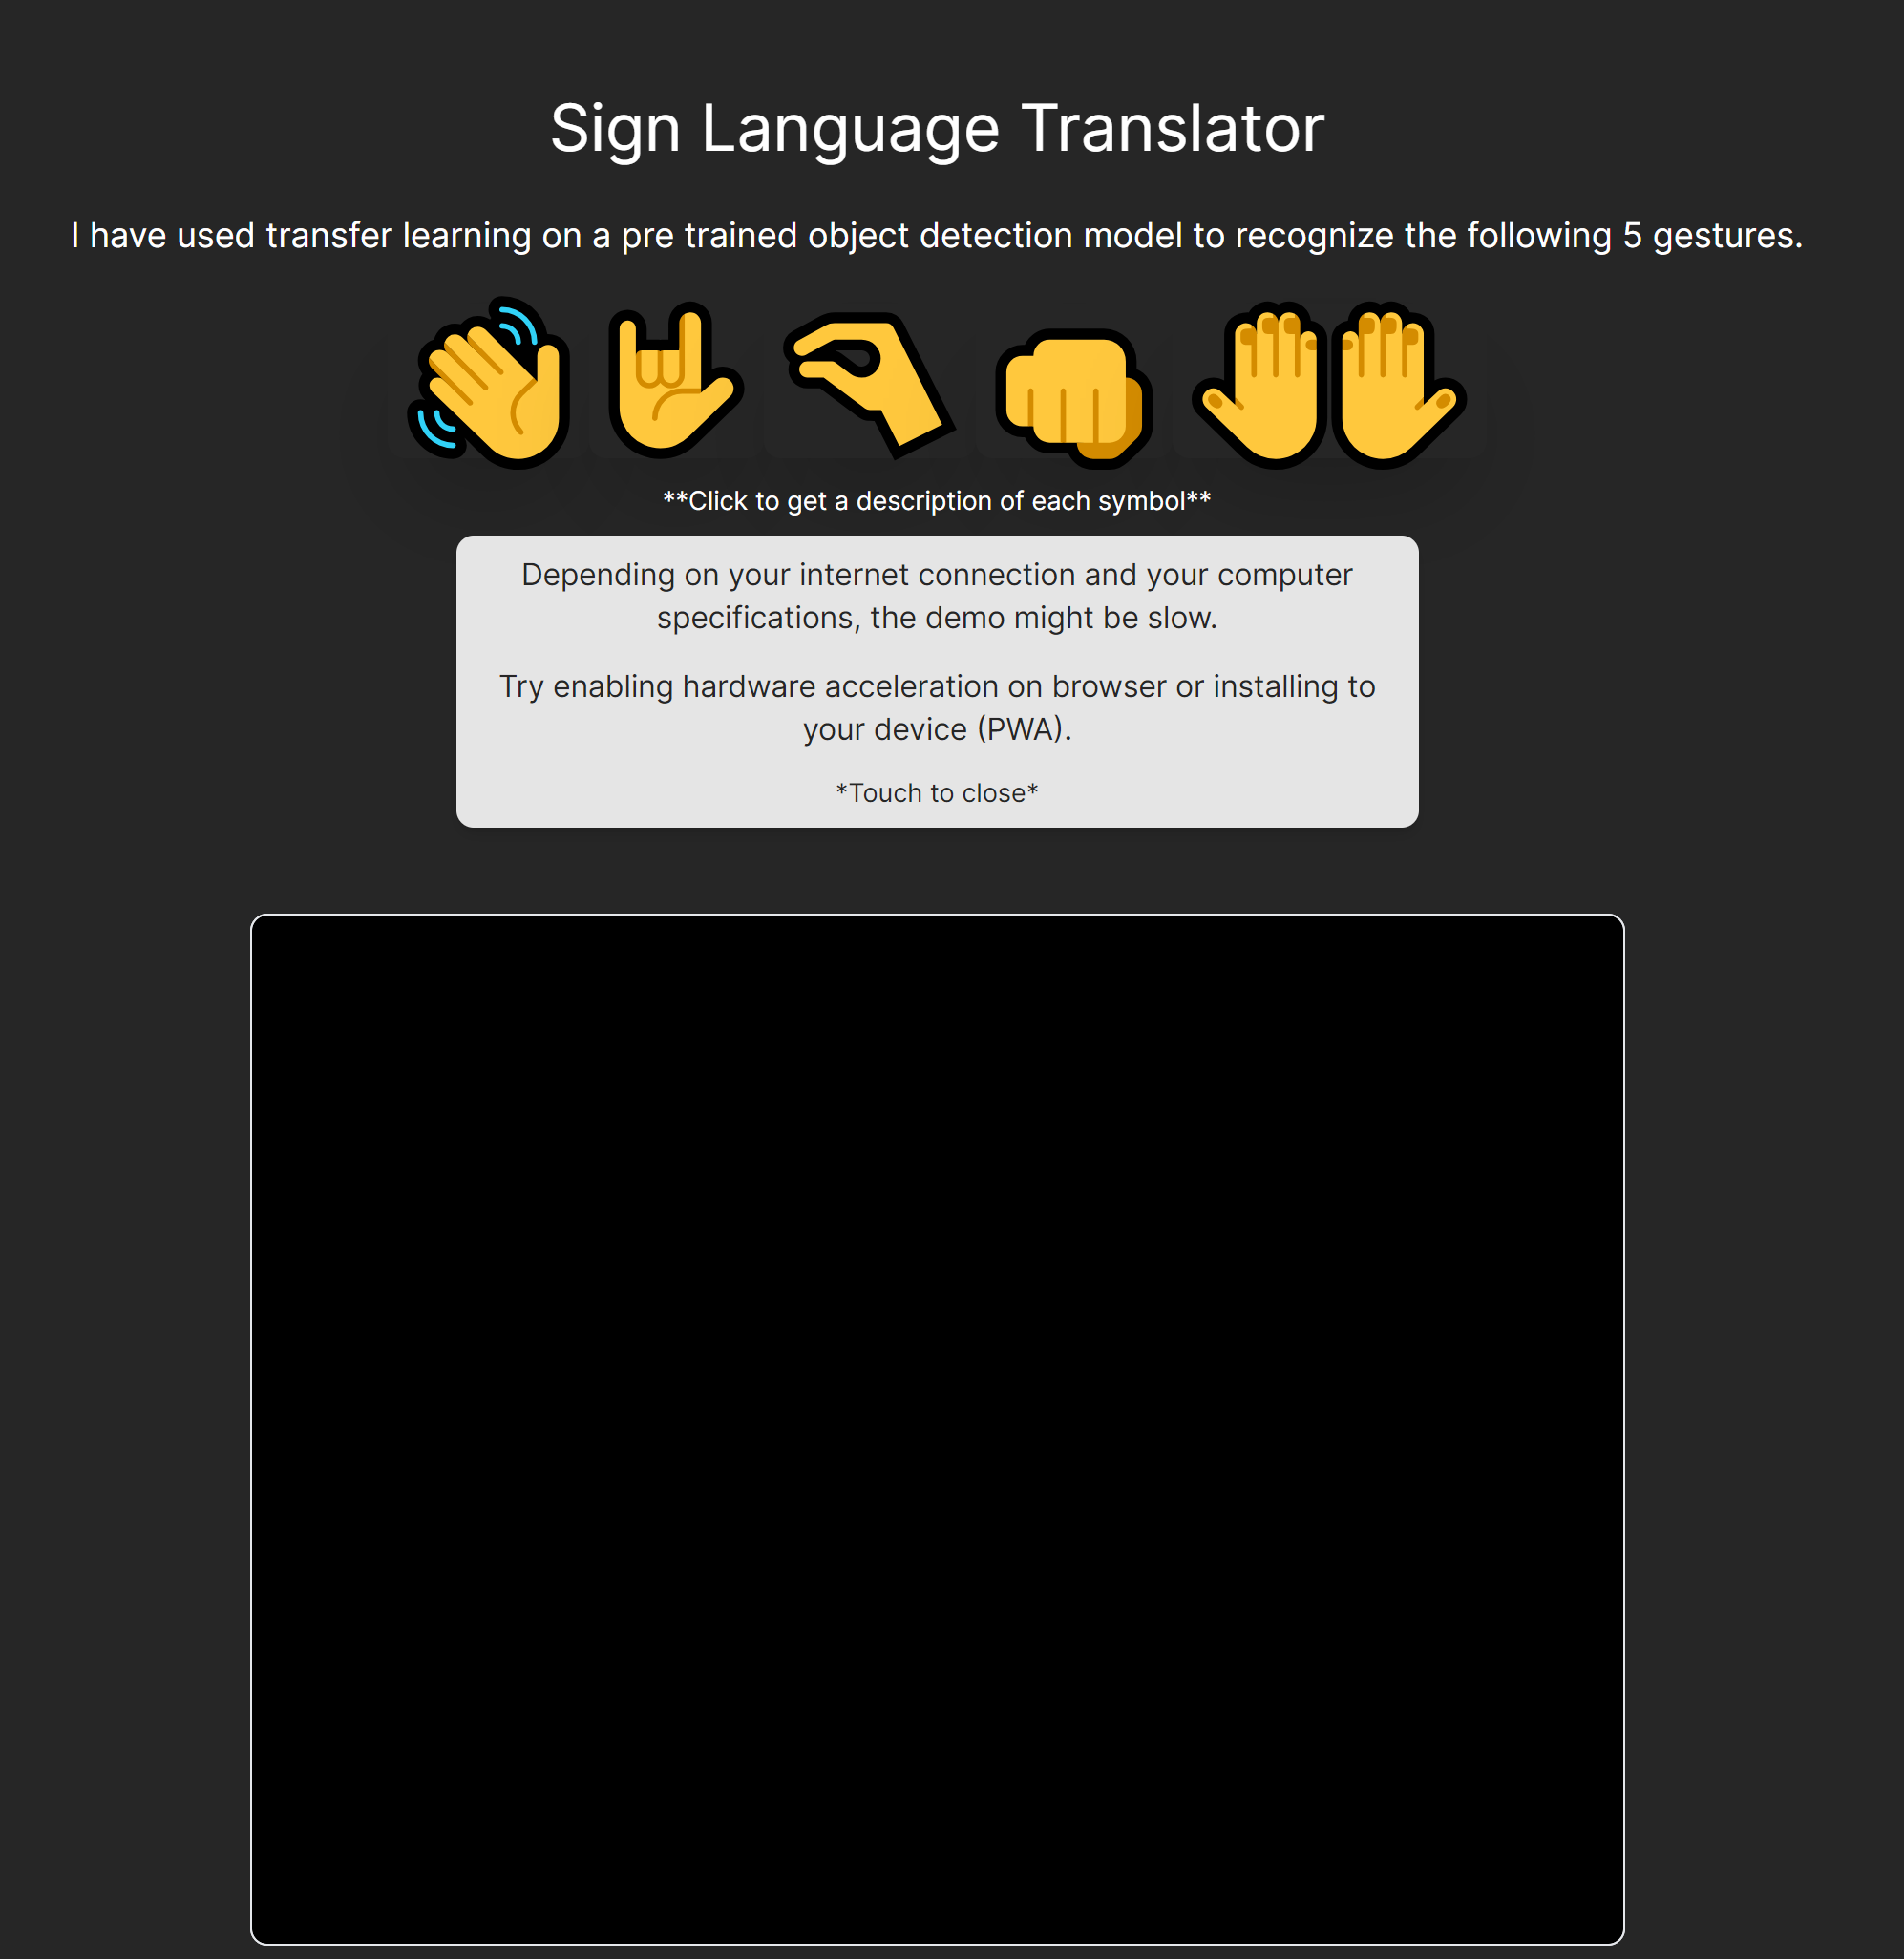 Sign Language Translator
I have used transfer learning on a pre trained object detection model to recognize the following 5 gestures.
**Click to get a description of each symbol**
Depending on your internet connection and your computer
specifications, the demo might be slow.
Try enabling hardware acceleration on browser or installing to
your device (PWA).
*Touch to close*